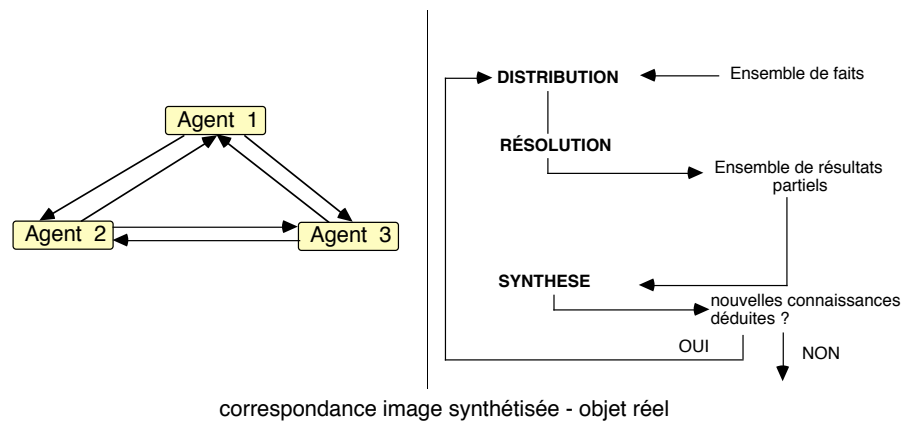 Agent 1
Agent 2
Agent 3
DISTRIBUTION
Ensemble de faits
RÉSOLUTION
Ensemble de résultats
partiels
SYNTHESE
nouvelles connaissances
déduites ?
OUI
NON
correspondance image synthétisée - objet réel